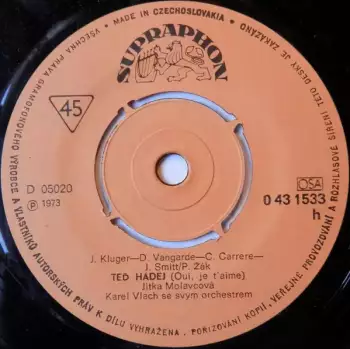 MADE IN CZECHOSLOVAKIA • VŠECHNA PRÁVA GRAMOFONOVÉHO VÝROBCE A VLASTNÍKŮ AUTORSKÝCH PRÁV K DÍLU VYHRAŽENA. POŘIZOVÁNÍ KOPIÍ, VEŘEJNÉ PROVOZOVÁNÍ A ROZHLASOVÉ ŠÍŘENÍ TÉTO DESKY JE ZAKÁZÁNO
SUPRAPHON
45
D 05020
Ⓟ 1973
OSA
0 43 1533
h
J. Kluger—D. Vangarde—C. Carrere—
J. Smitt/P. Žák
TEĎ HÁDEJ (Oui, je t'aime)
Jitka Molavcová
Karel Vlach se svým orchestrem